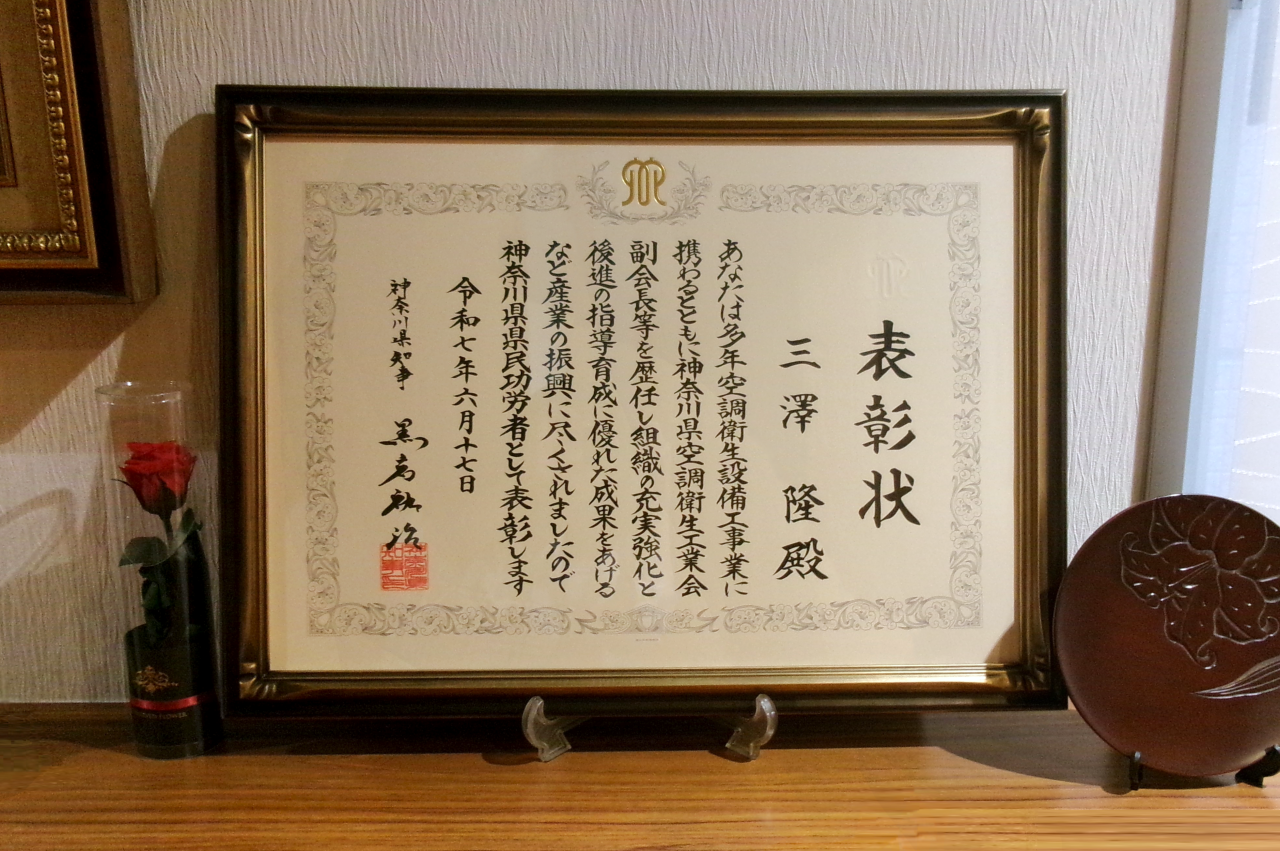 表彰状
三澤 隆 殿
あなたは多年空調衛生設備工事業に
携わるとともに神奈川県空調衛生工業会
副会長等を歴任し組織の充実強化と
後進の指導育成に優れた成果をあげる
など産業の振興に尽くされましたので
神奈川県県民功労者として表彰します
令和七年六月十七日
神奈川県知事 黒岩祐治